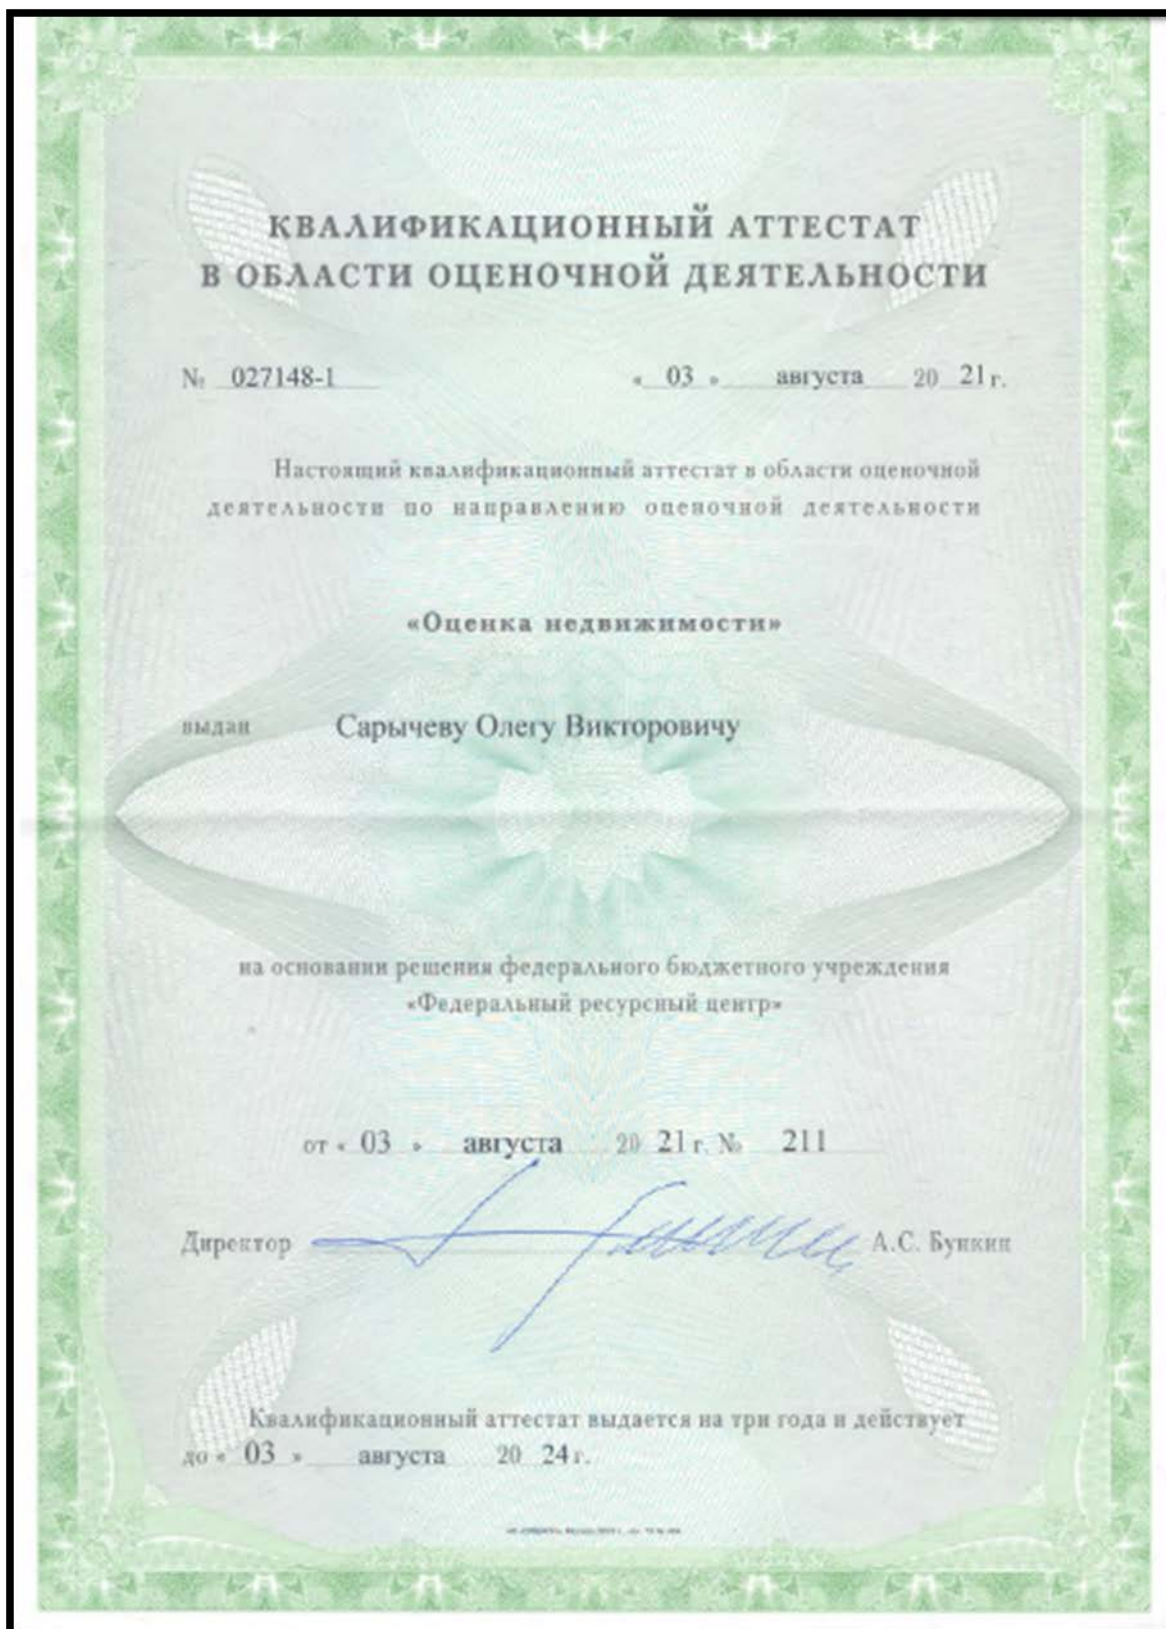 КВАЛИФИКАЦИОННЫЙ АТТЕСТАТ
В ОБЛАСТИ ОЦЕНОЧНОЙ ДЕЯТЕЛЬНОСТИ
№ 027148-1 « 03 » августа 20 21 г.
Настоящий квалификационный аттестат в области оценочной
деятельности по направлению оценочной деятельности
«Оценка недвижимости»
выдан Сарычеву Олегу Викторовичу
на основании решения федерального бюджетного учреждения
«Федеральный ресурсный центр»
от « 03 » августа 20 21 г. № 211
Директор А.С. Бункин
Квалификационный аттестат выдается на три года и действует
до « 03 » августа 20 24 г.